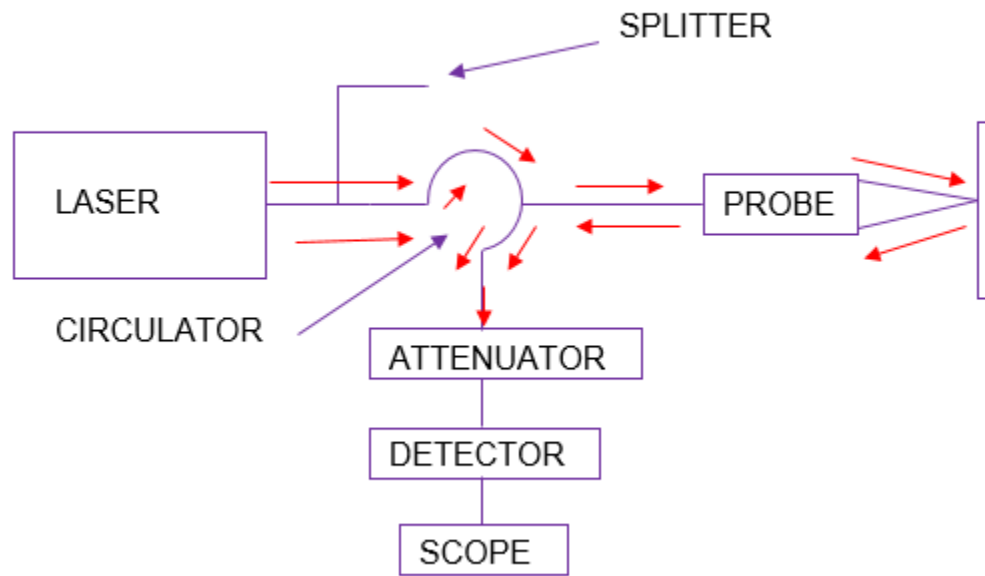 SPLITTER
LASER
PROBE
CIRCULATOR
ATTENUATOR
DETECTOR
SCOPE